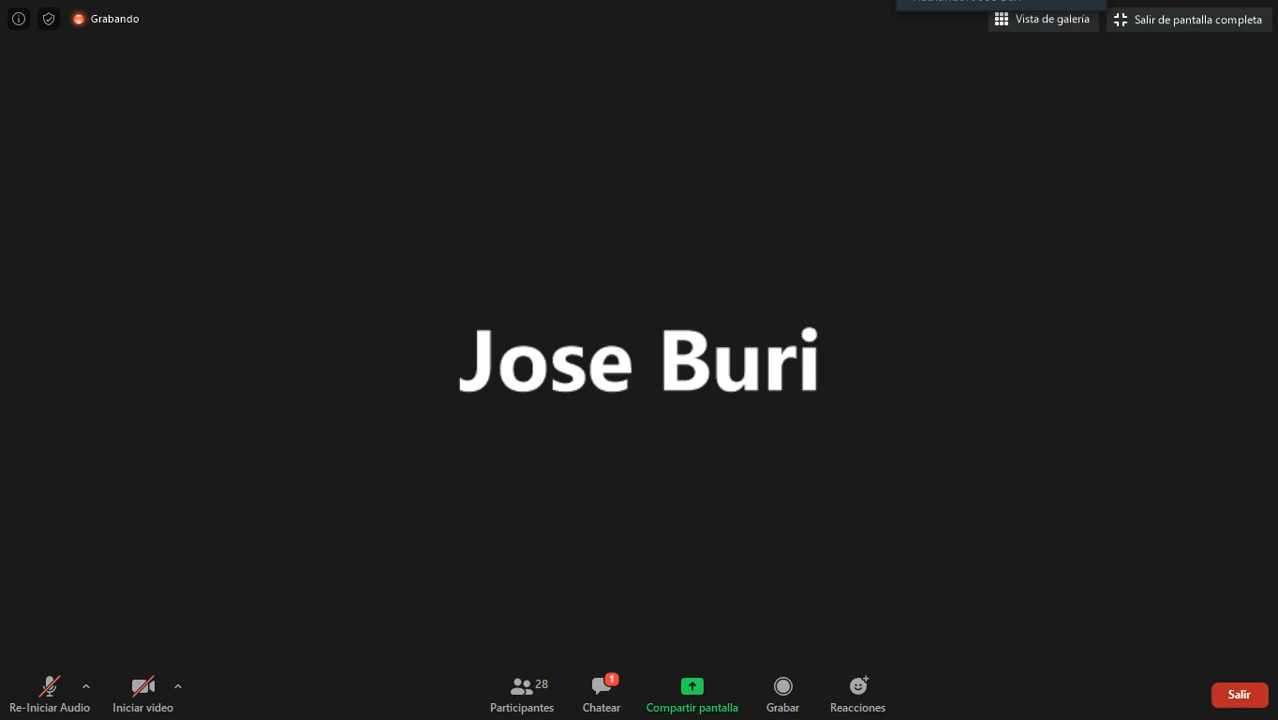 Grabando
Vista de galería
Salir de pantalla completa
Jose Buri
Re-Iniciar Audio
Iniciar video
28
Participantes
1
Chatear
Compartir pantalla
Grabar
Reacciones
Salir